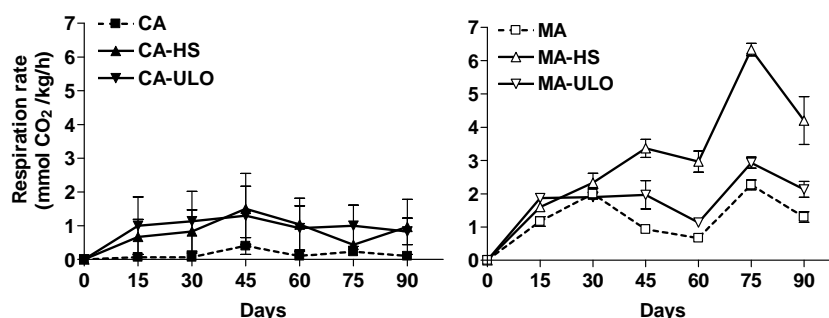 Respiration rate
(mmol CO2 /kg/h)
7
6
5
4
3
2
1
0
CA
CA-HS
CA-ULO
0 15 30 45 60 75 90
Days
7
6
5
4
3
2
1
0
MA
MA-HS
MA-ULO
0 15 30 45 60 75 90
Days